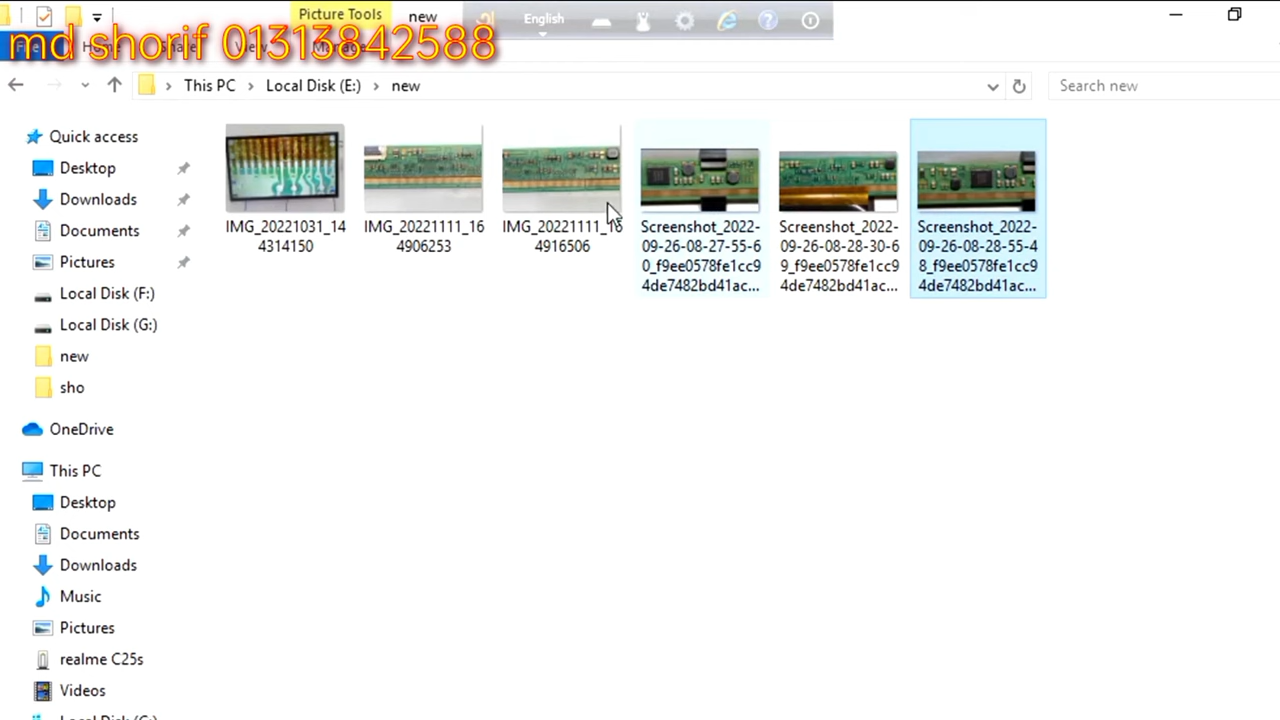 Picture Tools
new
English
md shorif 01313842588
This PC
Local Disk (E:)
new
Search new
Quick access
Desktop
Downloads
Documents
Pictures
Local Disk (F:)
Local Disk (G:)
new
sho
OneDrive
This PC
Desktop
Documents
Downloads
Music
Pictures
realme C25s
Videos
IMG_20221031_14
4314150
IMG_20221111_16
4906253
IMG_20221111_16
4916506
Screenshot_2022-
09-26-08-27-55-6
0_f9ee0578fe1cc9
4de7482bd41ac...
Screenshot_2022-
09-26-08-28-30-6
9_f9ee0578fe1cc9
4de7482bd41ac...
Screenshot_2022-
09-26-08-28-55-4
8_f9ee0578fe1cc9
4de7482bd41ac...